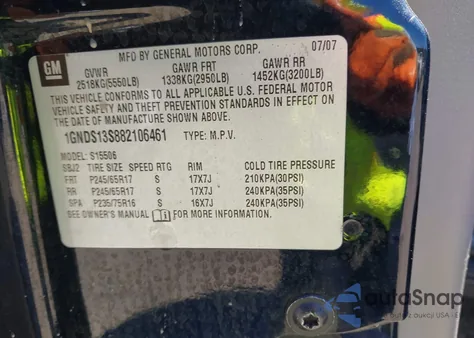 GM
MFD BY GENERAL MOTORS CORP. 07/07
GVWR GAWR FRT GAWR RR
2518KG(5550LB) 1338KG(2950LB) 1452KG(3200LB)
THIS VEHICLE CONFORMS TO ALL APPLICABLE U.S. FEDERAL MOTOR
VEHICLE SAFETY AND THEFT PREVENTION STANDARDS IN EFFECT ON
THE DATE OF MANUFACTURE SHOWN ABOVE.
1GNDS13S882106461 TYPE: M.P.V.
MODEL: S15506
SBJ2 TIRE SIZE SPEED RTG RIM COLD TIRE PRESSURE
FRT P245/65R17 S 17X7J 210KPA(30PSI)
RR P245/65R17 S 17X7J 240KPA(35PSI)
SPA P235/75R16 S 16X7J 240KPA(35PSI)
SEE OWNER'S MANUAL FOR MORE INFORMATION.
autoSnap
z aukcji USA